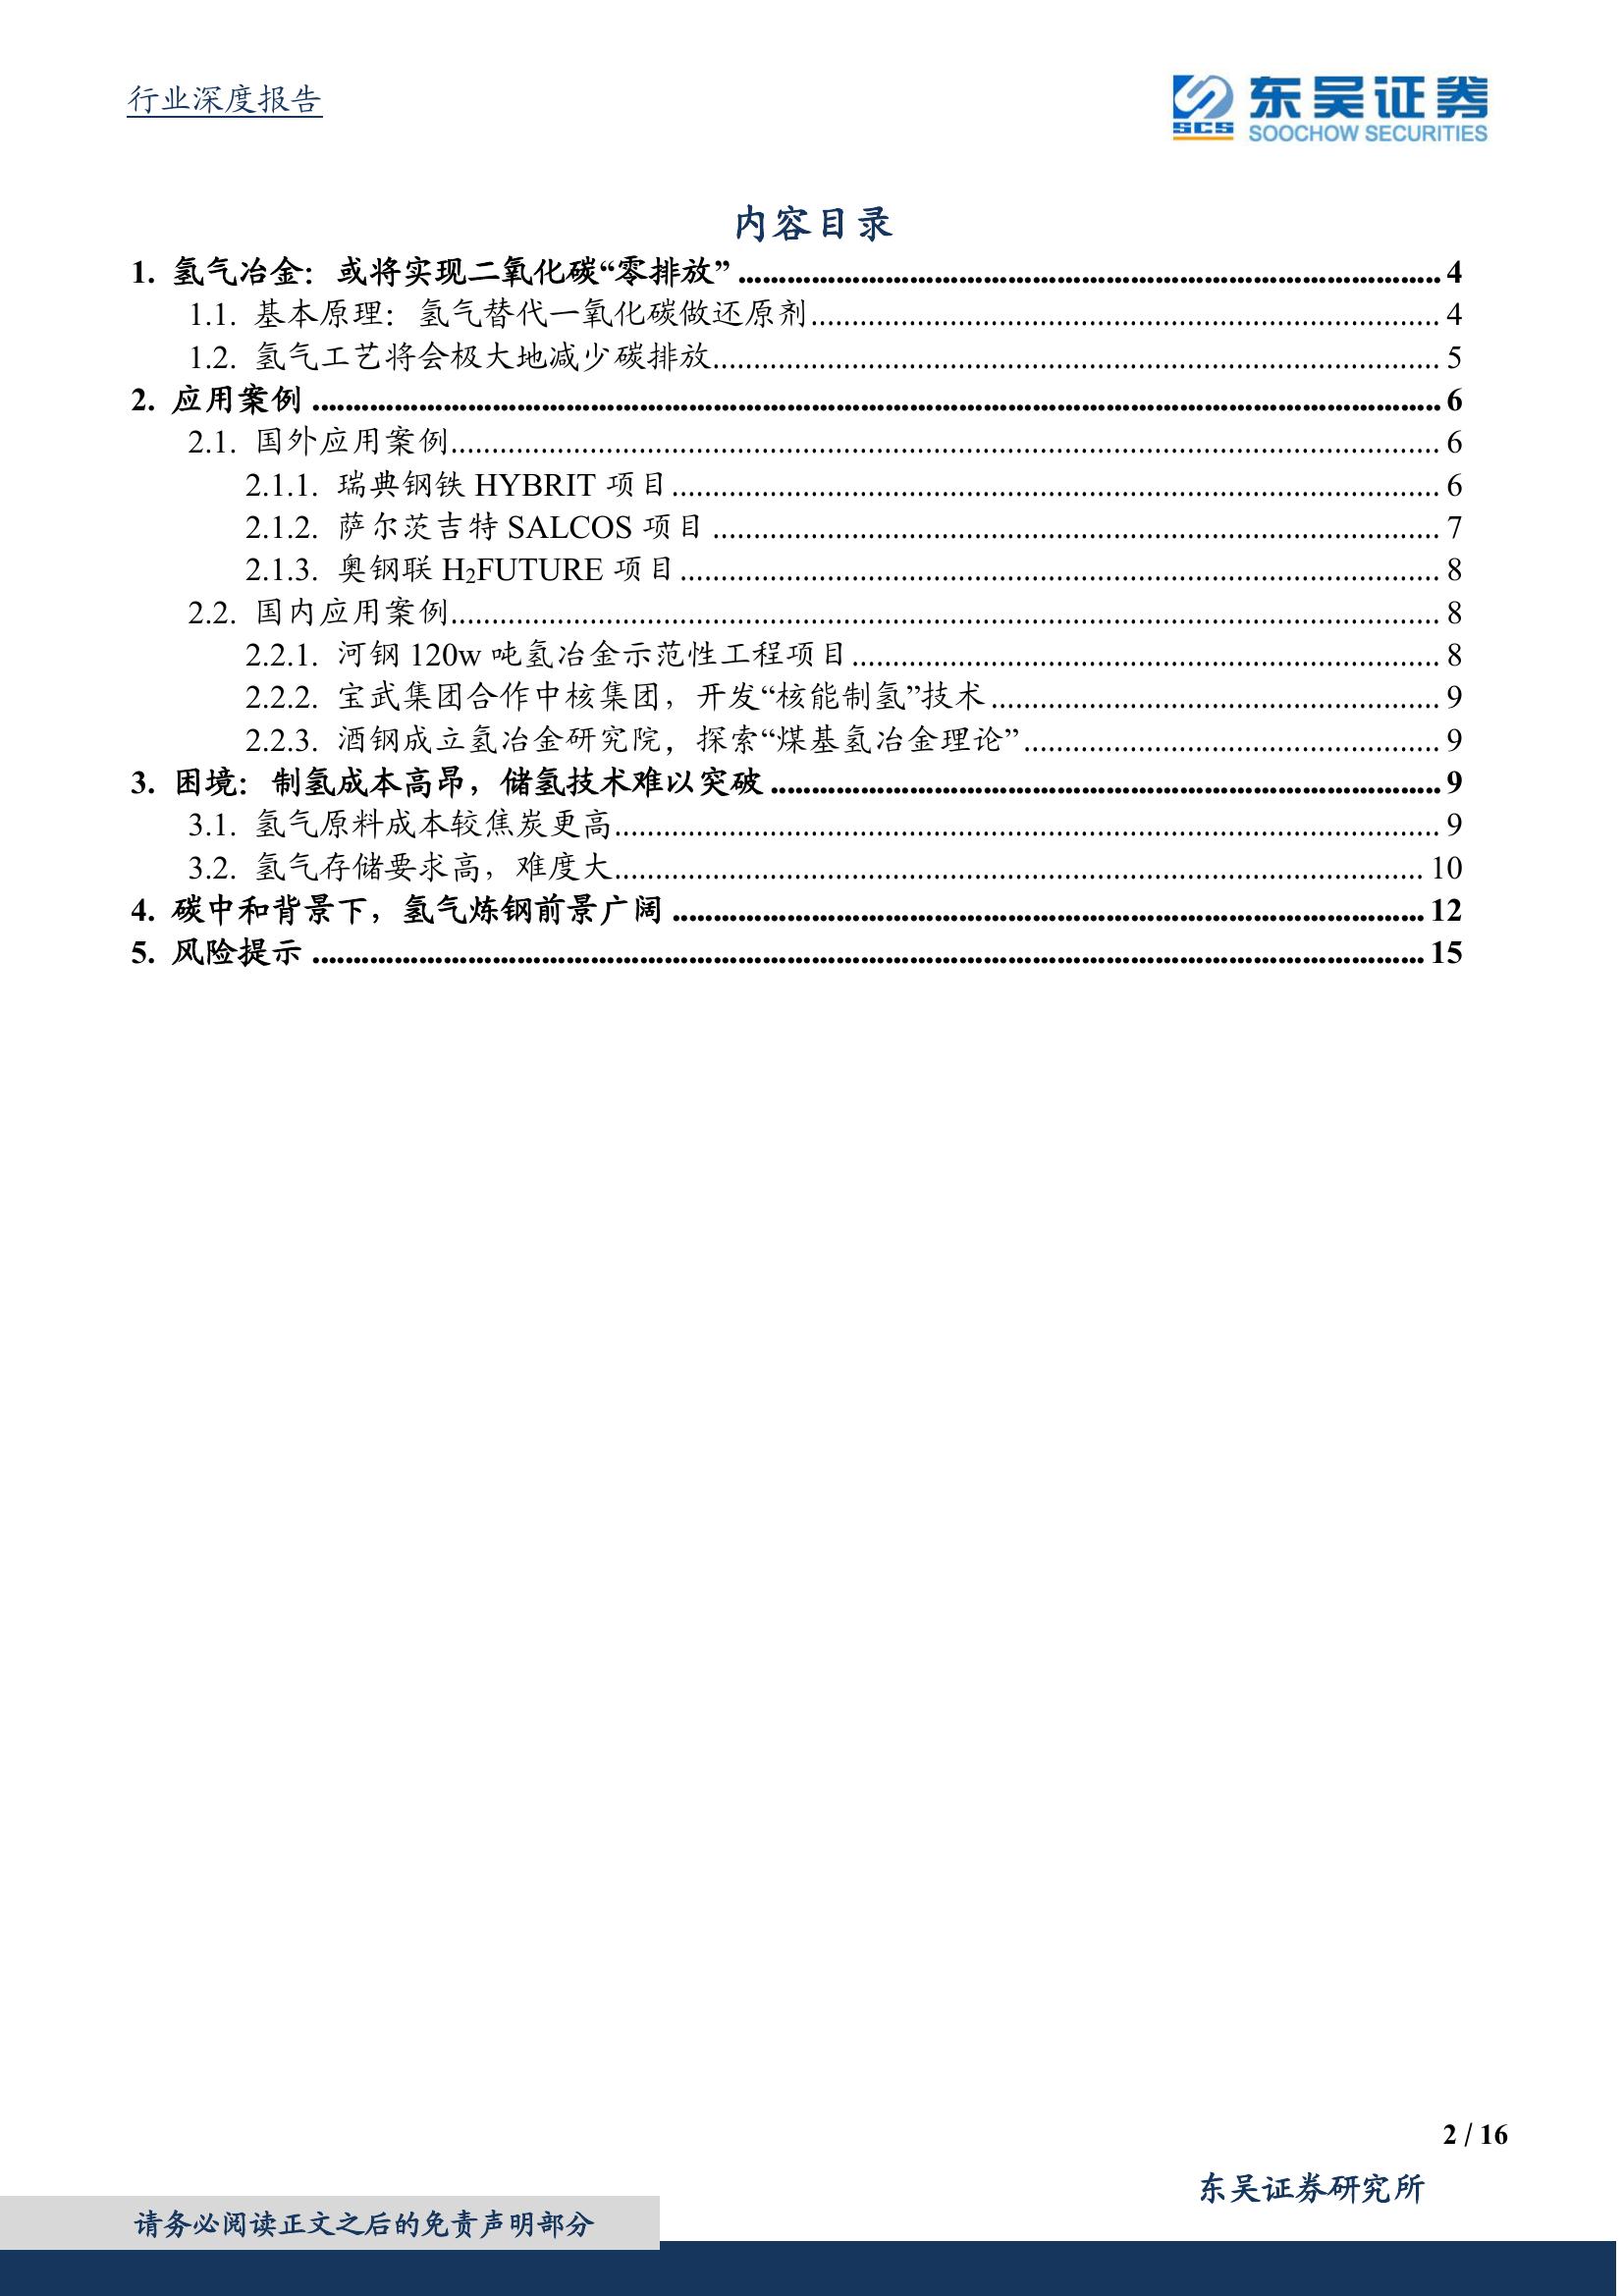 行业深度报告
SCS 东吴证券
SOOCHOW SECURITIES
内容目录
1. 氢气冶金：或将实现二氧化碳“零排放” ........................................ 4
1.1. 基本原理：氢气替代一氧化碳做还原剂........................................ 4
1.2. 氢气工艺将会极大地减少碳排放........................................ 5
2. 应用案例 ........................................ 6
2.1. 国外应用案例........................................ 6
2.1.1. 瑞典钢铁 HYBRIT 项目........................................ 6
2.1.2. 萨尔茨吉特 SALCOS 项目 ........................................ 7
2.1.3. 奥钢联 H₂FUTURE 项目........................................ 8
2.2. 国内应用案例........................................ 8
2.2.1. 河钢 120w 吨氢冶金示范性工程项目........................................ 8
2.2.2. 宝武集团合作中核集团，开发“核能制氢”技术 ........................................ 9
2.2.3. 酒钢成立氢冶金研究院，探索“煤基氢冶金理论” ........................................ 9
3. 困境：制氢成本高昂，储氢技术难以突破 ........................................ 9
3.1. 氢气原料成本较焦炭更高........................................ 9
3.2. 氢气存储要求高，难度大........................................ 10
4. 碳中和背景下，氢气炼钢前景广阔 ........................................ 12
5. 风险提示 ........................................ 15
2 / 16
东吴证券研究所
请务必阅读正文之后的免责声明部分